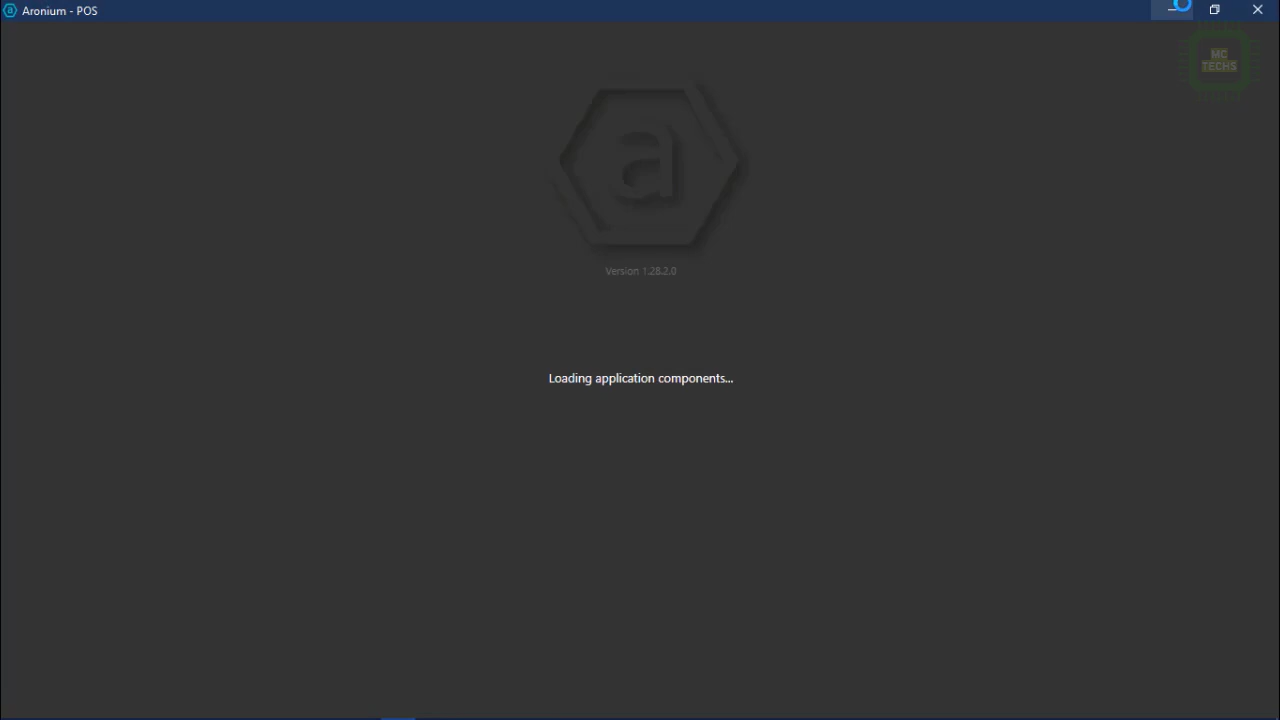 Aronium - POS
MC
TECHS
a
Version 1.28.2.0
Loading application components...